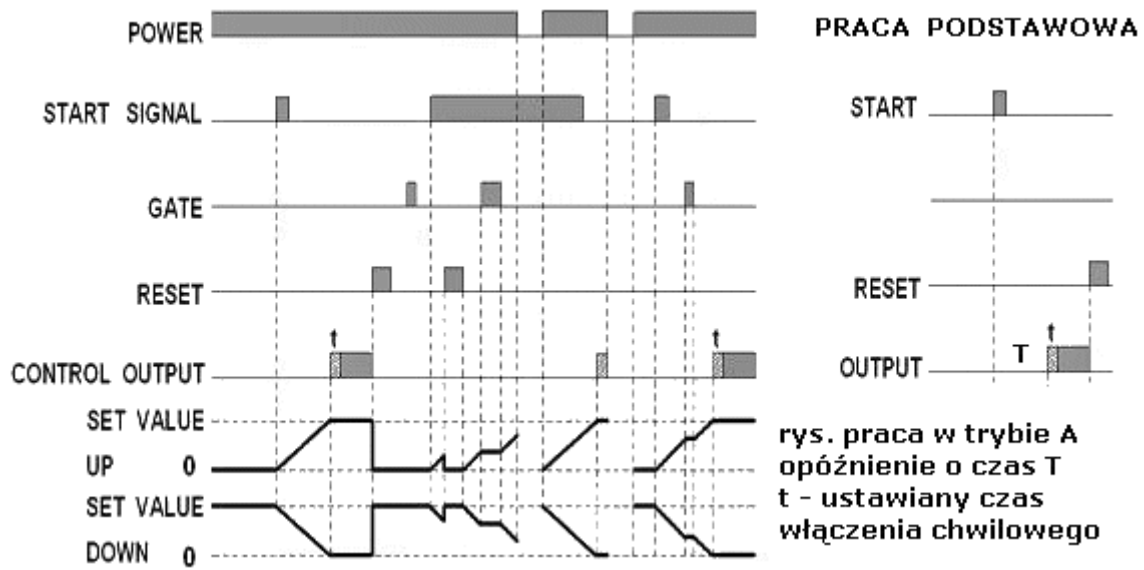 POWER
START SIGNAL
GATE
RESET
t
t
CONTROL OUTPUT
SET VALUE
UP 0
SET VALUE
DOWN 0
PRACA PODSTAWOWA
START
RESET
t
T
OUTPUT
rys. praca w trybie A
opóźnienie o czas T
t - ustawiany czas
włączenia chwilowego